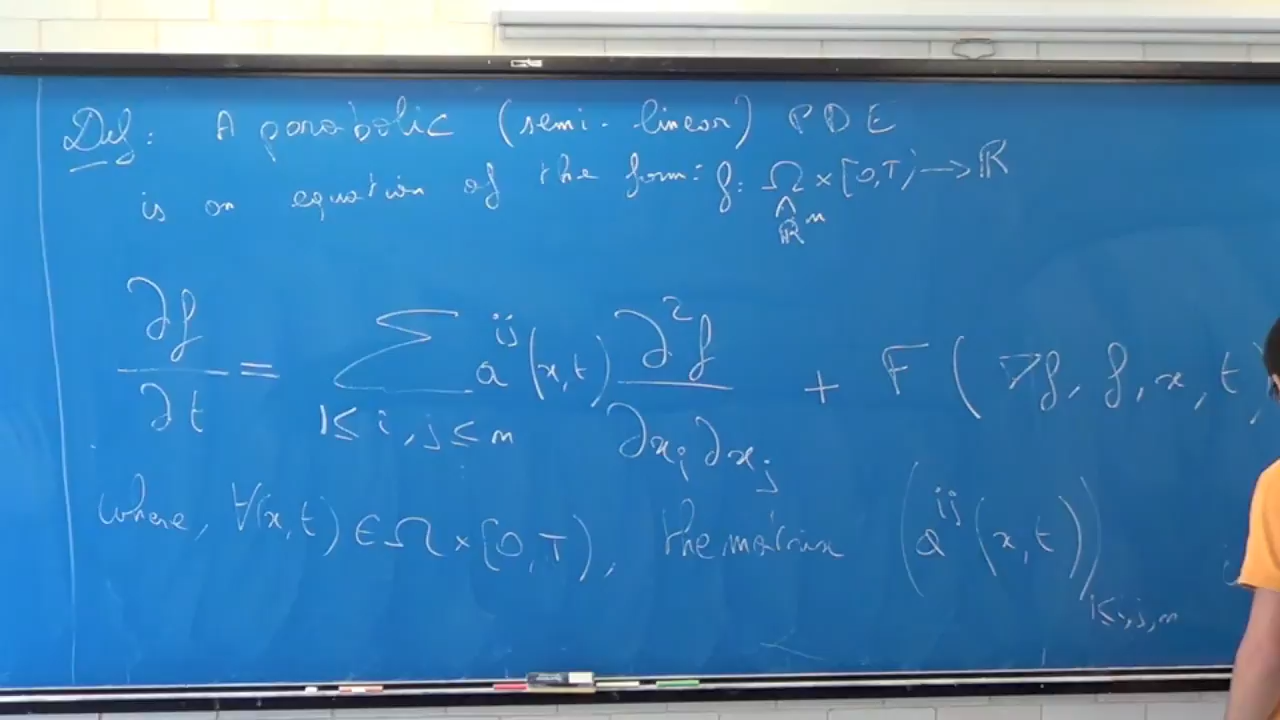 Def: A parabolic (semi-linear) PDE
is an equation of the form: f: Ω × [0,T) → ℝ
∩
ℝⁿ
∂f/∂t = ∑_{1≤i,j≤n} a^{ij}(x,t) ∂²f/∂x_i∂x_j + F(∇f, f, x, t)
where, ∀(x,t) ∈ Ω × [0,T), the matrix (a^{ij}(x,t))_{1≤i,j,n}